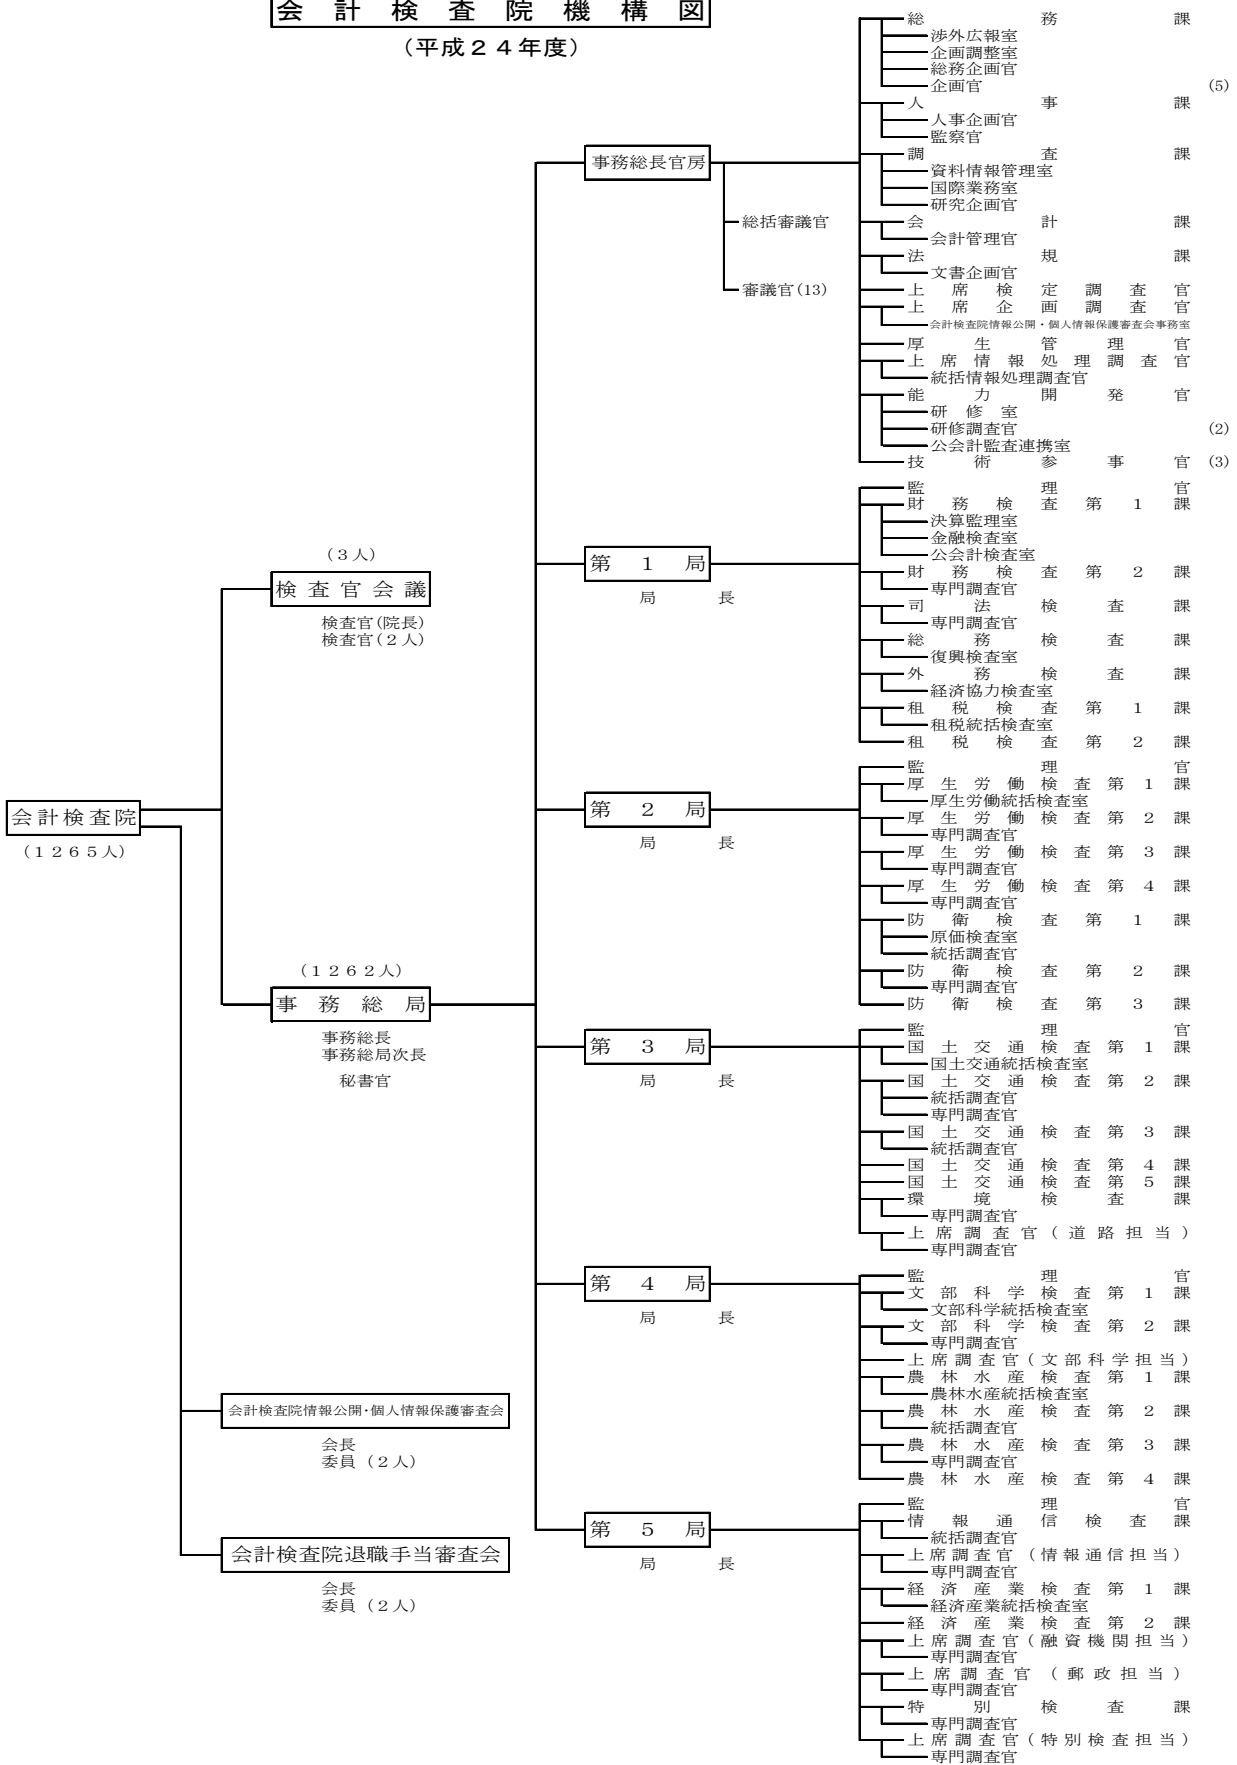 会計検査院機構図
(平成２４年度)
会計検査院
(１２６５人)
(３人)
検査官会議
検査官(院長)
検査官(２人)
(１２６２人)
事務総局
事務総長
事務総局次長
秘書官
会計検査院情報公開・個人情報保護審査会
会長
委員（２人）
会計検査院退職手当審査会
会長
委員（２人）
事務総長官房
総括審議官
審議官(13)
総務課
渉外広報室
企画調整室
総務企画官
企画官 (5)
人事課
人事企画官
監察官
調査課
資料情報管理室
国際業務室
研究企画官
会計課
会計管理官
法規課
文書企画官
上席検定調査官
上席企画調査官
会計検査院情報公開・個人情報保護審査会事務室
厚生管理官
上席情報処理調査官
統括情報処理調査官
能力開発官
研修室
研修調査官 (2)
公会計監査連携室
技術参事官 (3)
第１局
局長
監理官
財務検査第１課
決算監理室
金融検査室
公会計検査室
財務検査第２課
専門調査官
司法検査課
専門調査官
総務検査課
復興検査室
外務検査課
経済協力検査室
租税検査第１課
租税統括検査室
租税検査第２課
第２局
局長
監理官
厚生労働検査第１課
厚生労働統括検査室
厚生労働検査第２課
専門調査官
厚生労働検査第３課
専門調査官
厚生労働検査第４課
専門調査官
防衛検査第１課
原価検査室
統括調査官
防衛検査第２課
専門調査官
防衛検査第３課
第３局
局長
監理官
国土交通検査第１課
国土交通統括検査室
国土交通検査第２課
統括調査官
専門調査官
国土交通検査第３課
統括調査官
国土交通検査第４課
国土交通検査第５課
環境検査課
専門調査官
上席調査官（道路担当）
専門調査官
第４局
局長
監理官
文部科学検査第１課
文部科学統括検査室
文部科学検査第２課
専門調査官
上席調査官(文部科学担当)
農林水産検査第１課
農林水産統括検査室
農林水産検査第２課
統括調査官
農林水産検査第３課
専門調査官
農林水産検査第４課
第５局
局長
監理官
情報通信検査課
統括調査官
上席調査官（情報通信担当）
専門調査官
経済産業検査第１課
経済産業統括検査室
経済産業検査第２課
上席調査官(融資機関担当)
専門調査官
上席調査官（郵政担当）
専門調査官
特別検査課
専門調査官
上席調査官(特別検査担当)
専門調査官